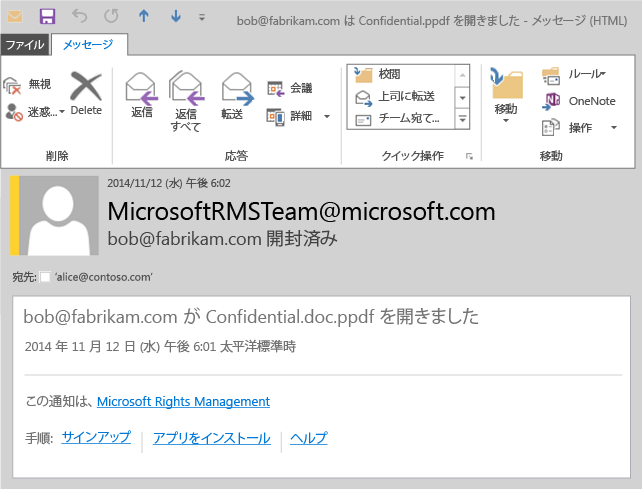 bob@fabrikam.com は Confidential.ppdf を開きました - メッセージ (HTML)
ファイル メッセージ
無視
迷惑...
Delete
削除
返信
返信
すべて
転送
会議
詳細
応答
校閲
上司に転送
チーム宛て...
クイック操作
移動
ルール
OneNote
操作
移動
2014/11/12 (水) 午後 6:02
MicrosoftRMSTeam@microsoft.com
bob@fabrikam.com 開封済み
宛先: 'alice@contoso.com'
bob@fabrikam.com が Confidential.doc.ppdf を開きました
2014 年 11 月 12 日 (水) 午後 6:01 太平洋標準時
この通知は、Microsoft Rights Management
手順: サインアップ アプリをインストール ヘルプ